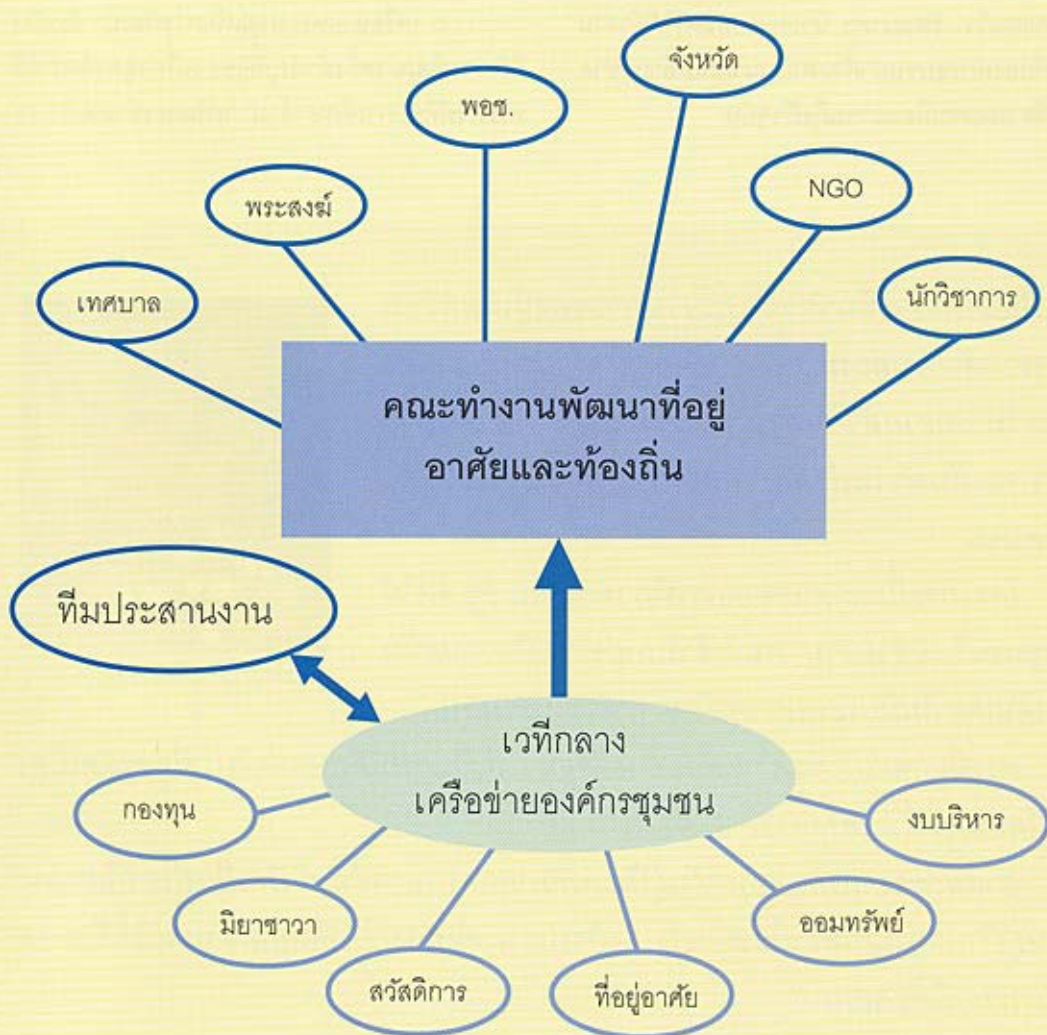 จังหวัด
พอช.
NGO
พระสงฆ์
นักวิชาการ
เทศบาล
คณะทำงานพัฒนาที่อยู่
อาศัยและท้องถิ่น
ทีมประสานงาน
เวทีกลาง
เครือข่ายองค์กรชุมชน
กองทุน
งบบริหาร
มิยาซาวา
ออมทรัพย์
สวัสดิการ
ที่อยู่อาศัย